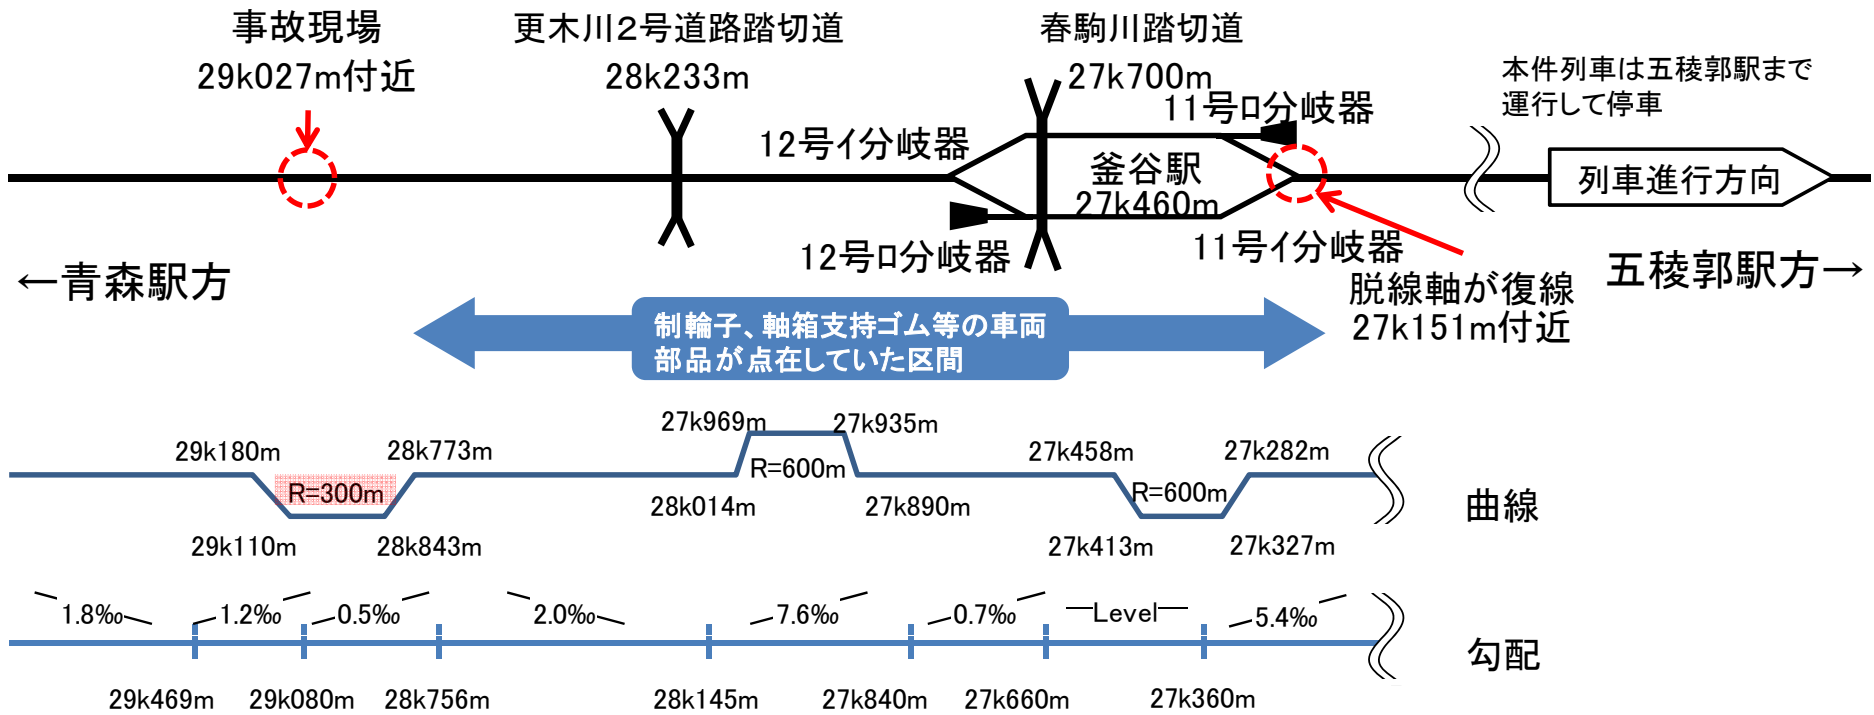 事故現場
29k027m付近
更木川2号道路踏切道
28k233m
春駒川踏切道
27k700m
本件列車は五稜郭駅まで
運行して停車
11号ロ分岐器
12号イ分岐器
釜谷駅
27k460m
列車進行方向
12号ロ分岐器
11号イ分岐器
←青森駅方
五稜郭駅方→
脱線軸が復線
27k151m付近
制輪子、軸箱支持ゴム等の車両
部品が点在していた区間
27k969m
27k935m
29k180m
28k773m
27k458m
27k282m
R=300m
R=600m
R=600m
28k014m
27k890m
曲線
29k110m
28k843m
27k413m
27k327m
1.8‰
1.2‰
0.5‰
2.0‰
7.6‰
0.7‰
Level
5.4‰
勾配
29k469m
29k080m
28k756m
28k145m
27k840m
27k660m
27k360m